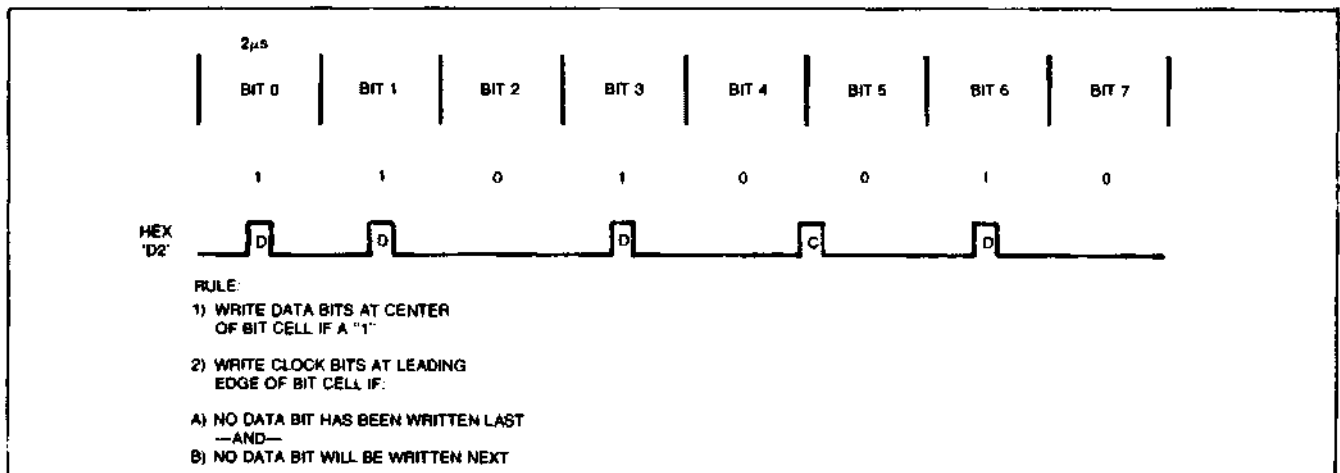 2μs
BIT 0 BIT 1 BIT 2 BIT 3 BIT 4 BIT 5 BIT 6 BIT 7
1 1 0 1 0 0 1 0
HEX
'D2'
D D D C D
RULE:
1) WRITE DATA BITS AT CENTER
OF BIT CELL IF A "1"
2) WRITE CLOCK BITS AT LEADING
EDGE OF BIT CELL IF:
A) NO DATA BIT HAS BEEN WRITTEN LAST
—AND—
B) NO DATA BIT WILL BE WRITTEN NEXT